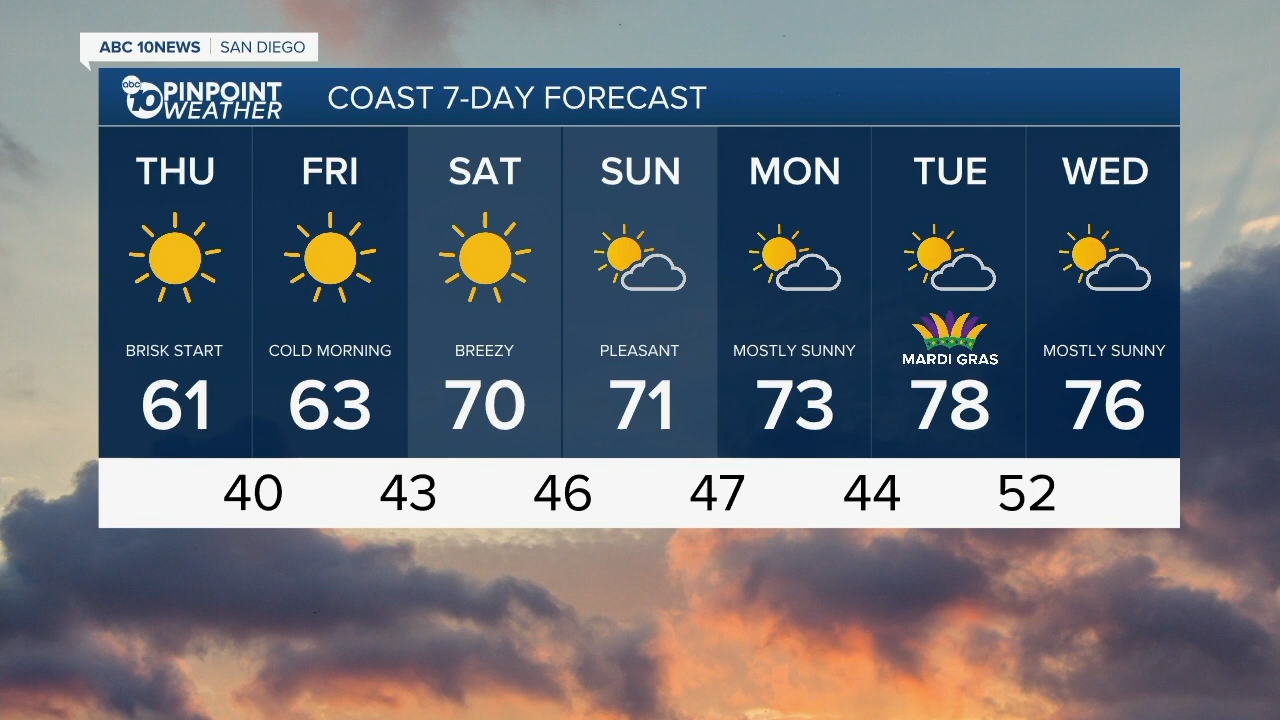 ABC 10NEWS | SAN DIEGO
abc 10 PINPOINT WEATHER
COAST 7-DAY FORECAST
THU FRI SAT SUN MON TUE WED
MARDI GRAS
BRISK START COLD MORNING BREEZY PLEASANT MOSTLY SUNNY MOSTLY SUNNY
61 63 70 71 73 78 76
40 43 46 47 44 52